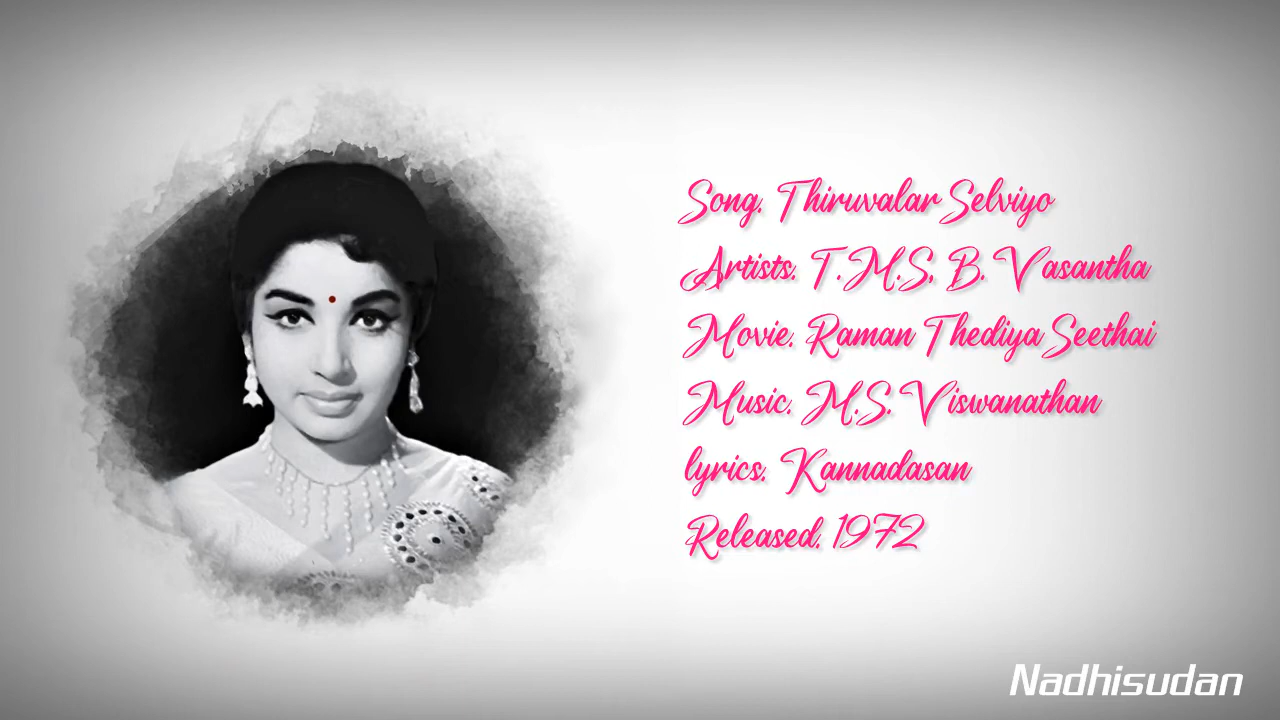 Song. Thiruvalar Selviyo
Artists. T.M.S, B. Vasantha
Movie. Raman Thediya Seethai
Music. M.S. Viswanathan
lyrics. Kannadasan
Released. 1972
Nadhisudan